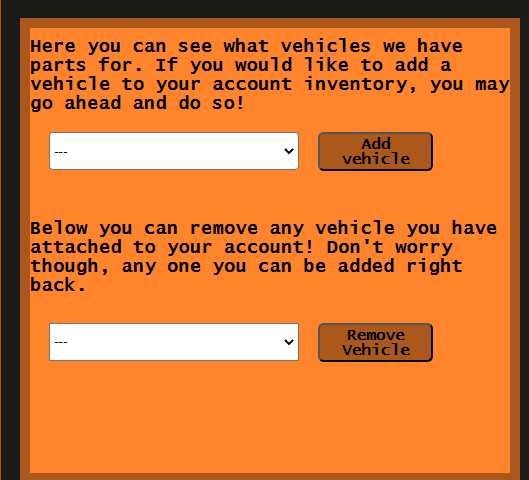 Here you can see what vehicles we have
parts for. If you would like to add a
vehicle to your account inventory, you may
go ahead and do so!
---
Add
vehicle
Below you can remove any vehicle you have
attached to your account! Don't worry
though, any one you can be added right
back.
---
Remove
Vehicle